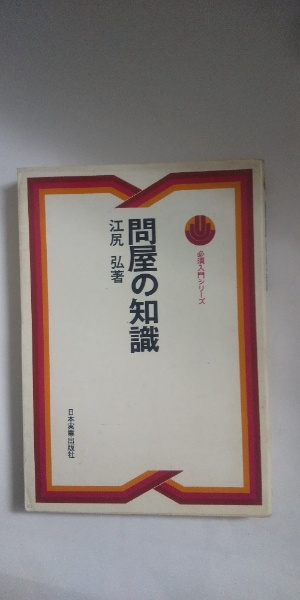 必須入門シリーズ
問屋の知識
江尻 弘著
日本実業出版社